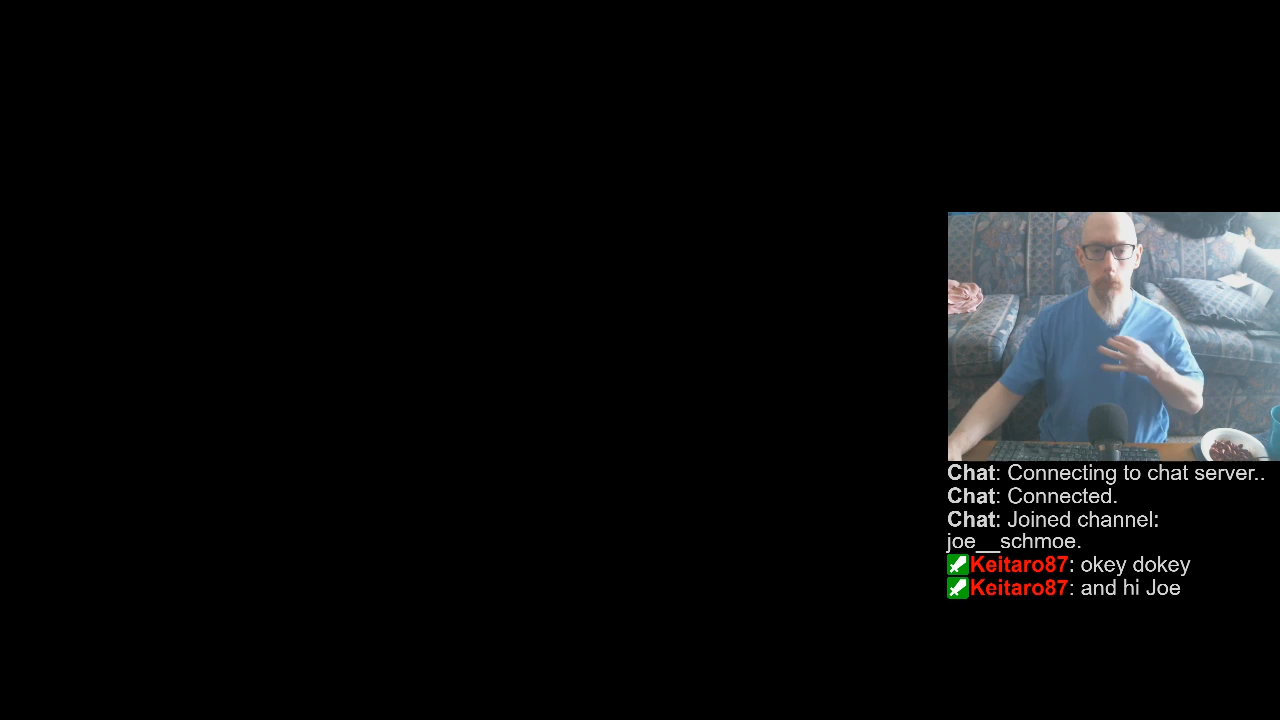 Chat: Connecting to chat server..
Chat: Connected.
Chat: Joined channel:
joe__schmoe.
Keitaro87: okey dokey
Keitaro87: and hi Joe